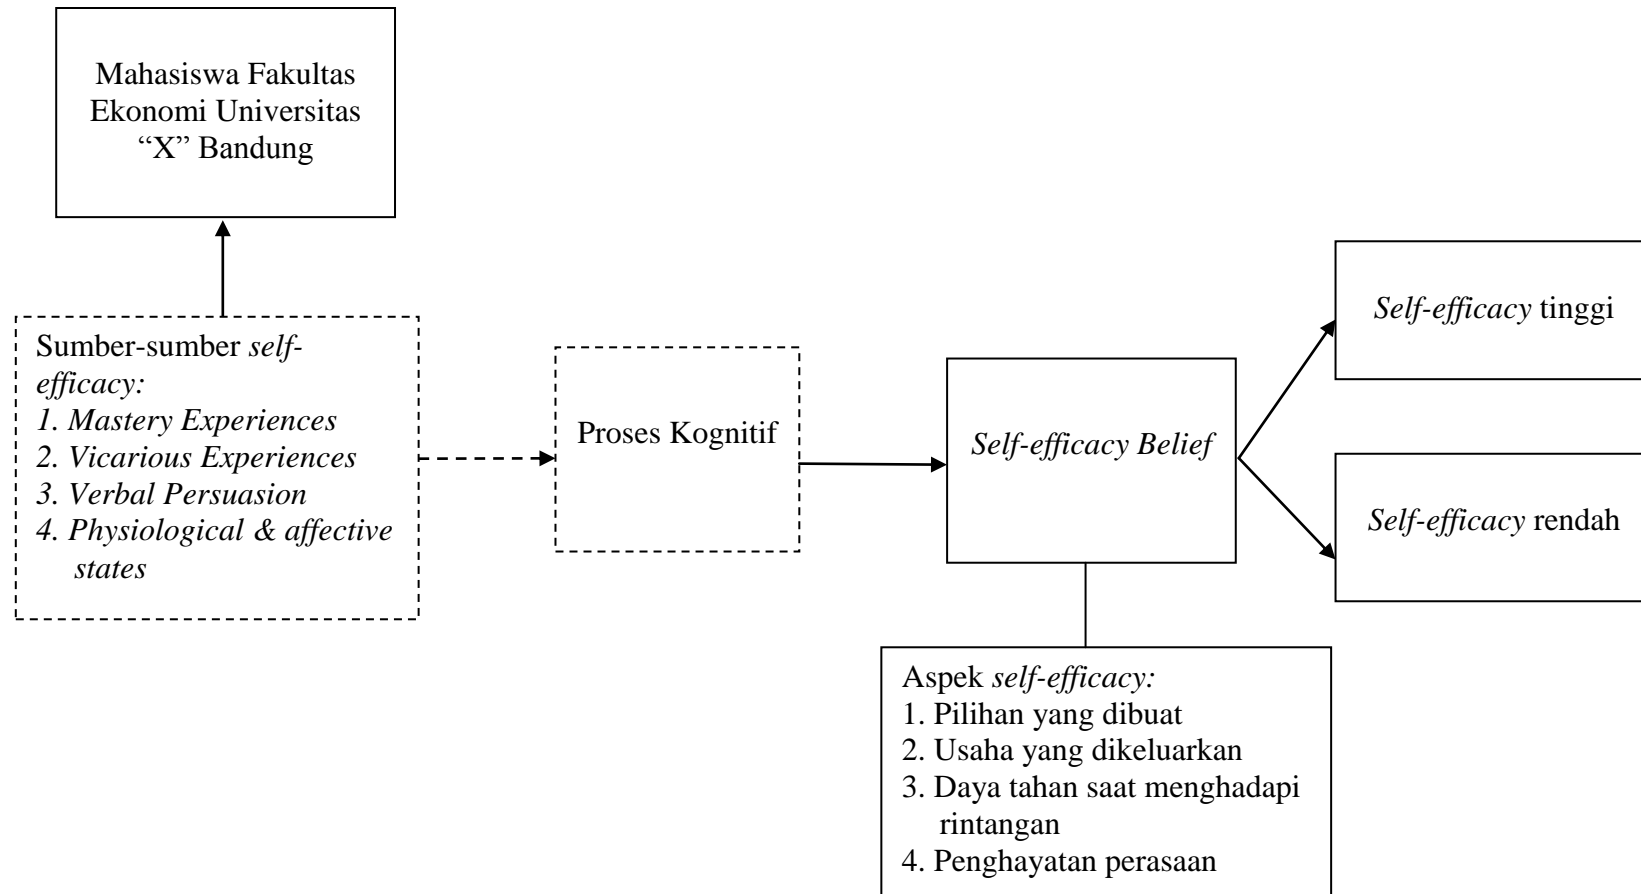 Mahasiswa Fakultas
Ekonomi Universitas
“X” Bandung
Sumber-sumber self-
efficacy:
1. Mastery Experiences
2. Vicarious Experiences
3. Verbal Persuasion
4. Physiological & affective
states
Proses Kognitif
Self-efficacy Belief
Self-efficacy tinggi
Self-efficacy rendah
Aspek self-efficacy:
1. Pilihan yang dibuat
2. Usaha yang dikeluarkan
3. Daya tahan saat menghadapi
rintangan
4. Penghayatan perasaan